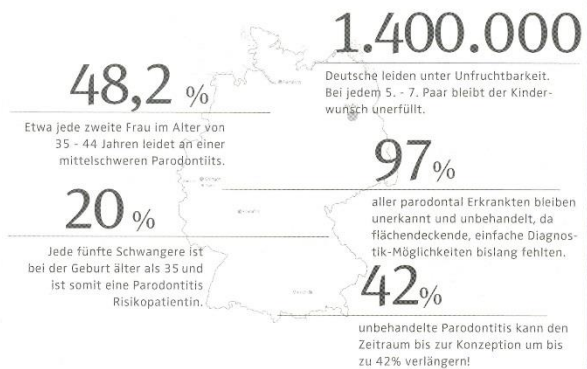 1.400.000
Deutsche leiden unter Unfruchtbarkeit.
Bei jedem 5. - 7. Paar bleibt der Kinder-
wunsch unerfüllt.
48,2 %
Etwa jede zweite Frau im Alter von
35 - 44 Jahren leidet an einer
mittelschweren Parodontiits.
97%
aller parodontal Erkrankten bleiben
unerkannt und unbehandelt, da
flächendeckende, einfache Diagnos-
tik-Möglichkeiten bislang fehlten.
20 %
Jede fünfte Schwangere ist
bei der Geburt älter als 35 und
ist somit eine Parodontitis
Risikopatientin.
42%
unbehandelte Parodontitis kann den
Zeitraum bis zur Konzeption um bis
zu 42% verlängern!